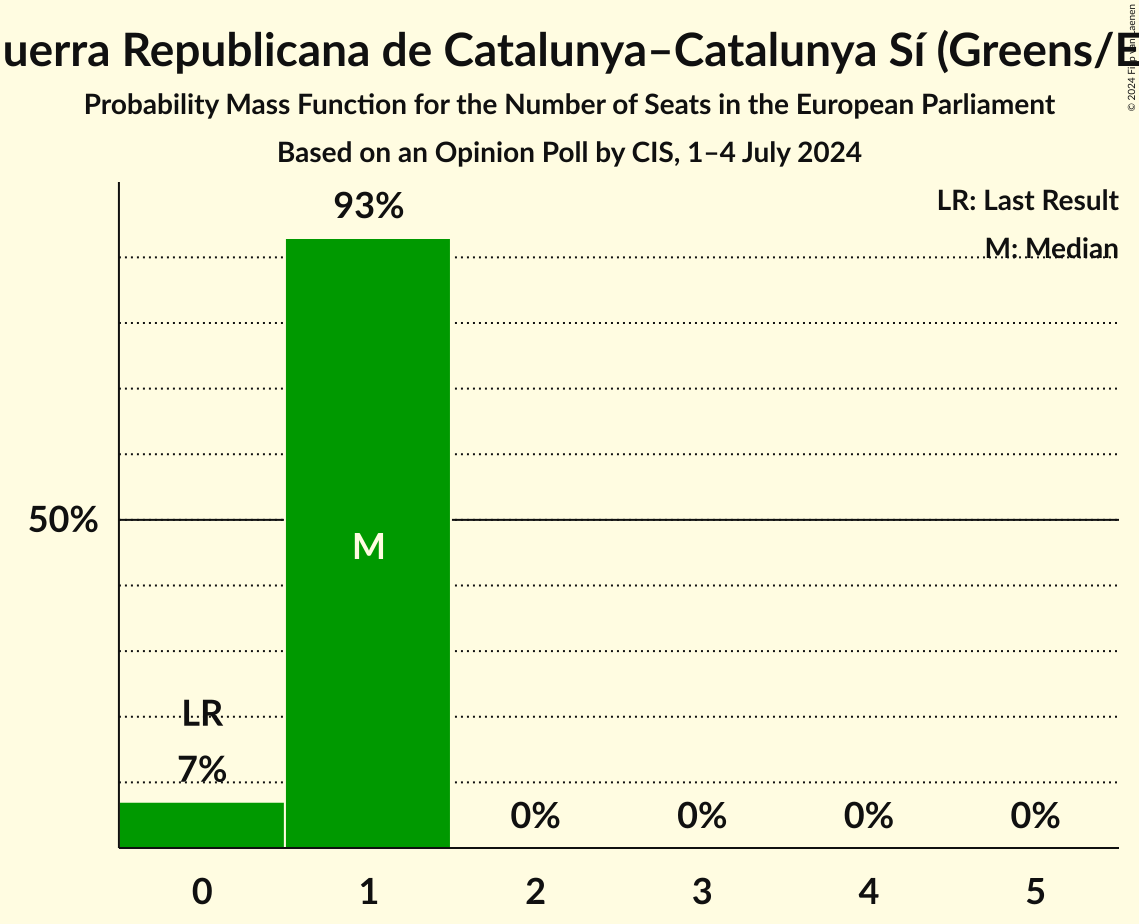 uerra Republicana de Catalunya–Catalunya Sí (Greens/E
Probability Mass Function for the Number of Seats in the European Parliament
Based on an Opinion Poll by CIS, 1–4 July 2024
© 2024 Filip van Laenen
LR: Last Result
M: Median
93%
50%
M
LR
7%
0% 0% 0% 0%
0 1 2 3 4 5